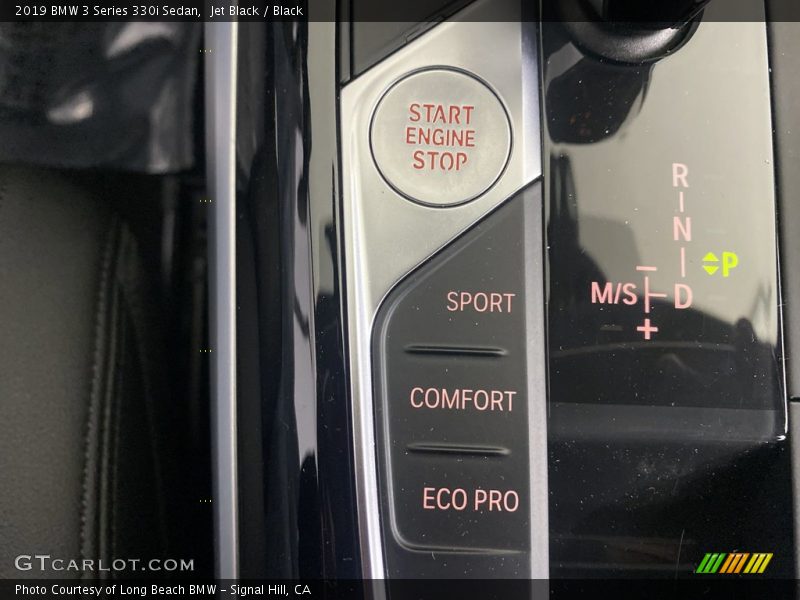 2019 BMW 3 Series 330i Sedan,  Jet Black / Black
START
ENGINE
STOP
SPORT
COMFORT
ECO PRO
R
N
P
M/S
D
+
GTCARLOT.COM
Photo Courtesy of Long Beach BMW - Signal Hill, CA